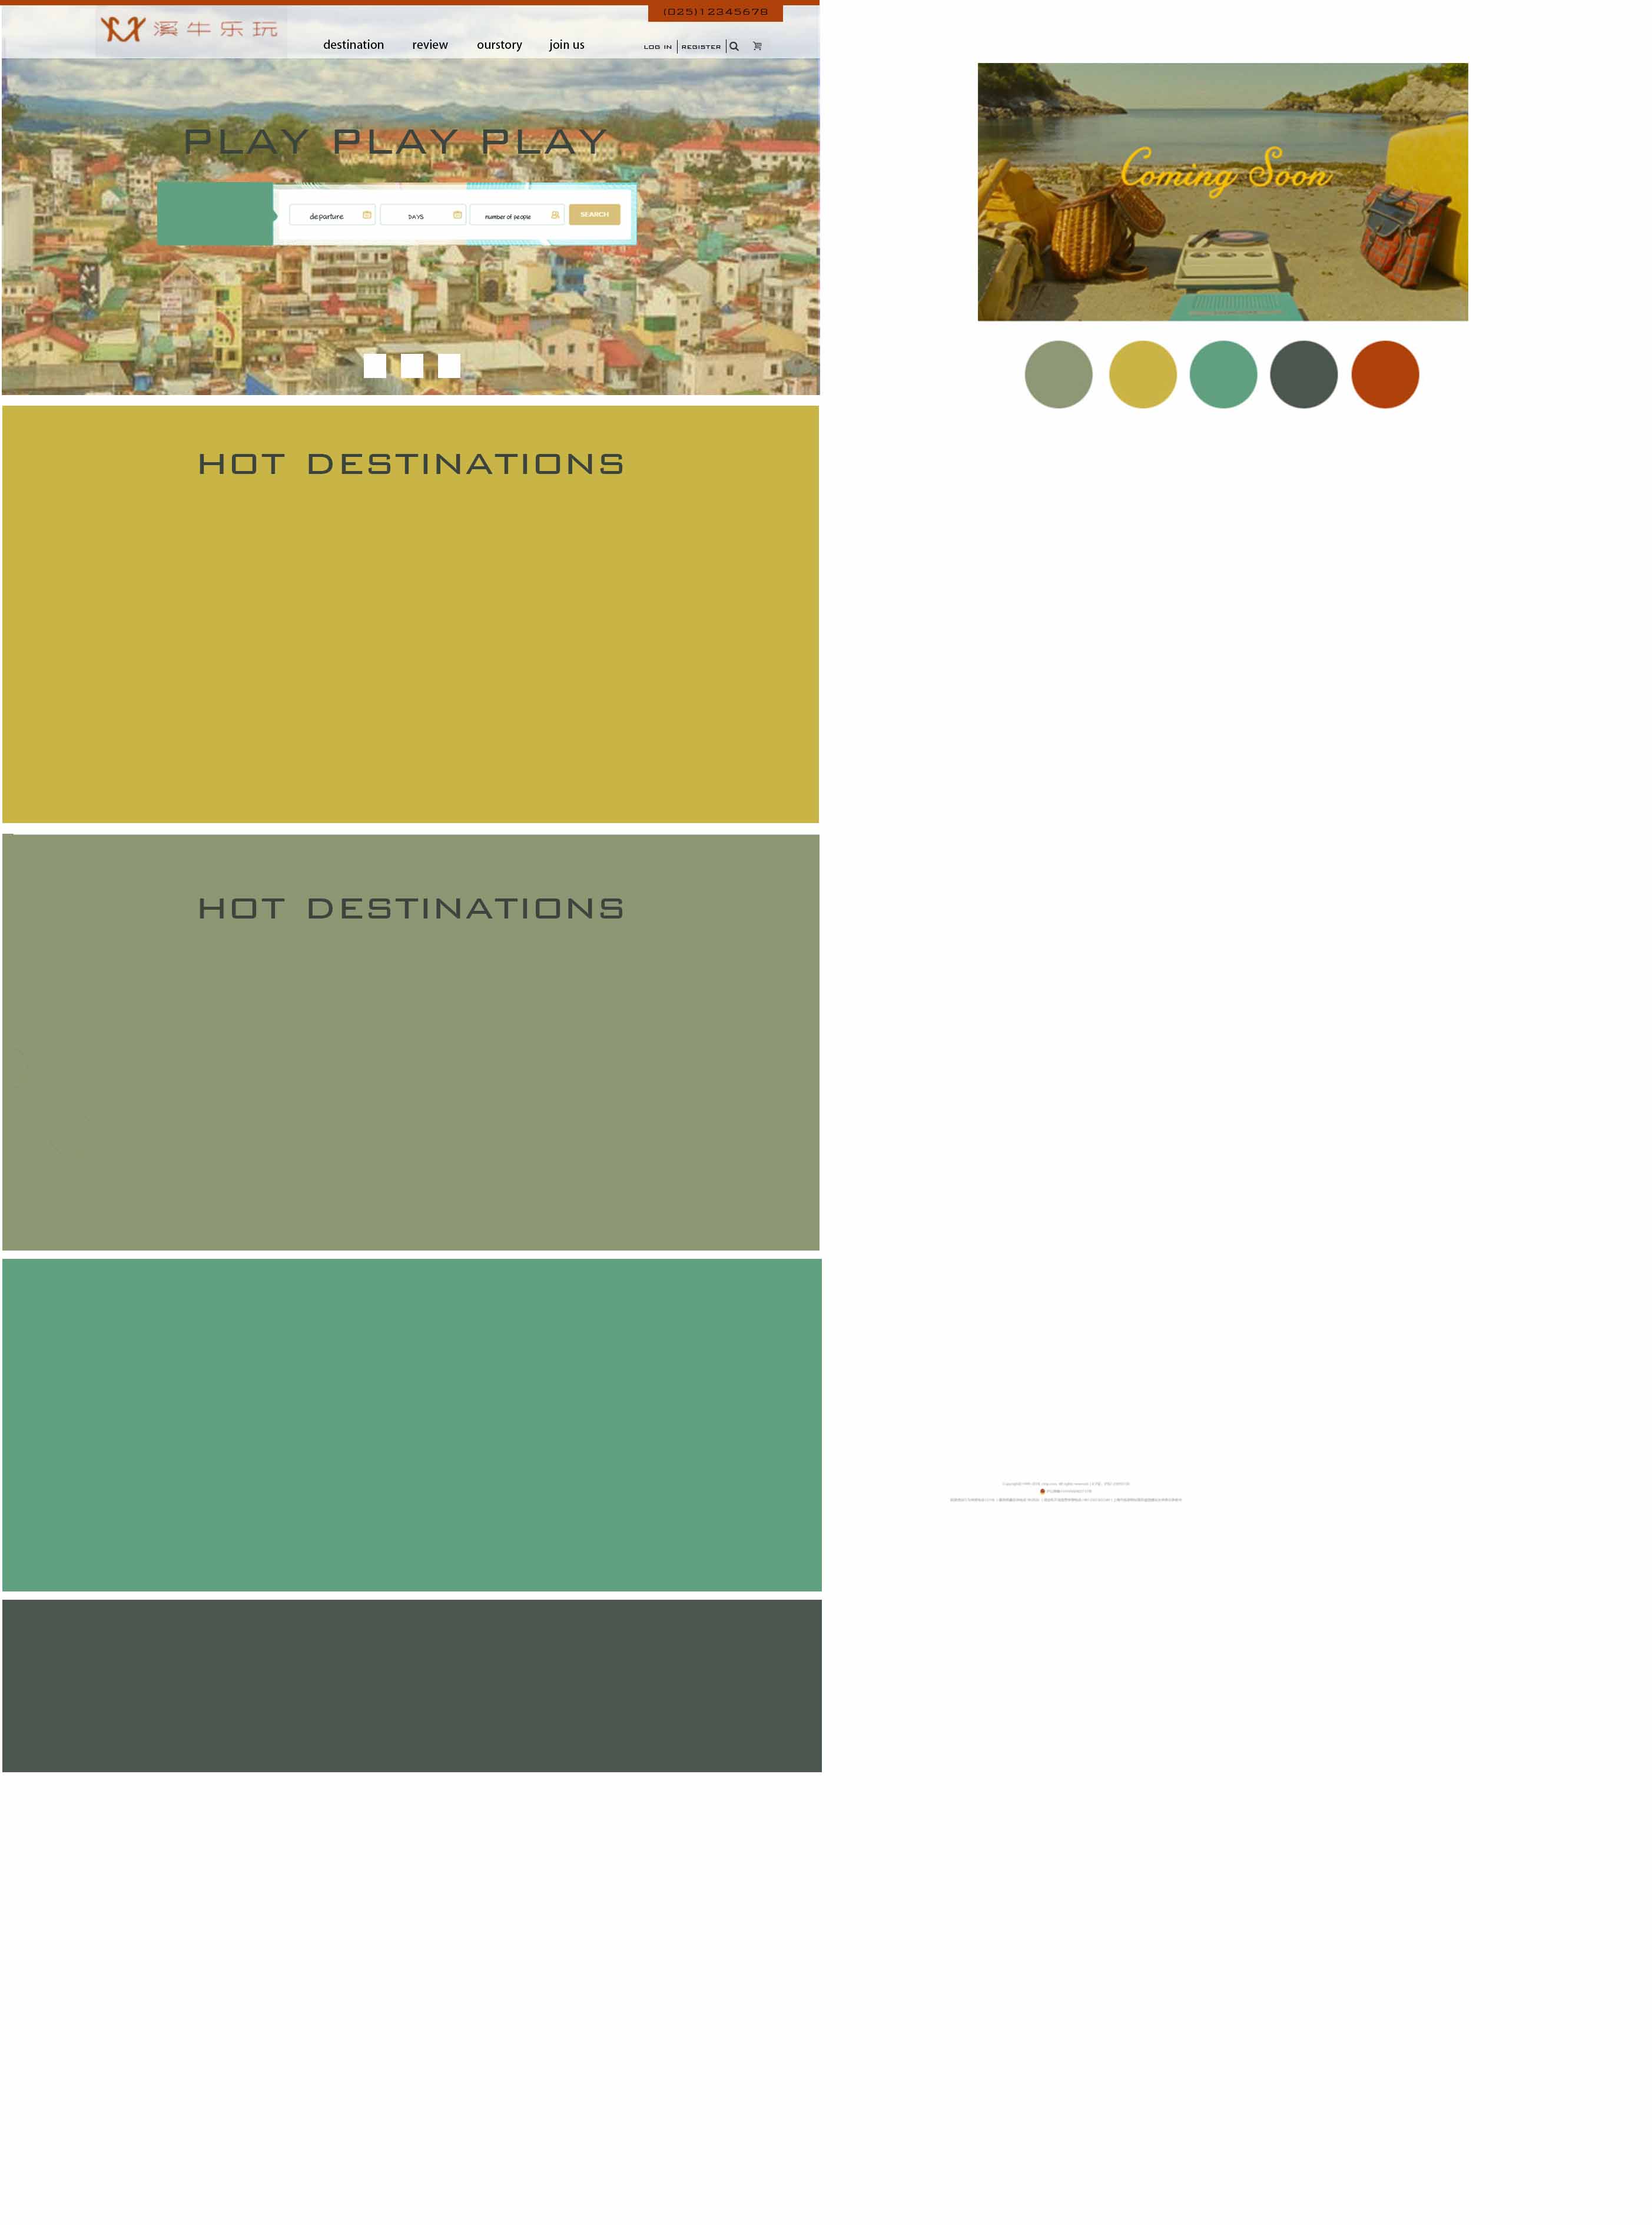 (025)12345678
溪牛乐玩
destination review ourstory join us
LOG IN REGISTER
PLAY PLAY PLAY
departure DAYS number of people SEARCH
Coming Soon
HOT DESTINATIONS
HOT DESTINATIONS